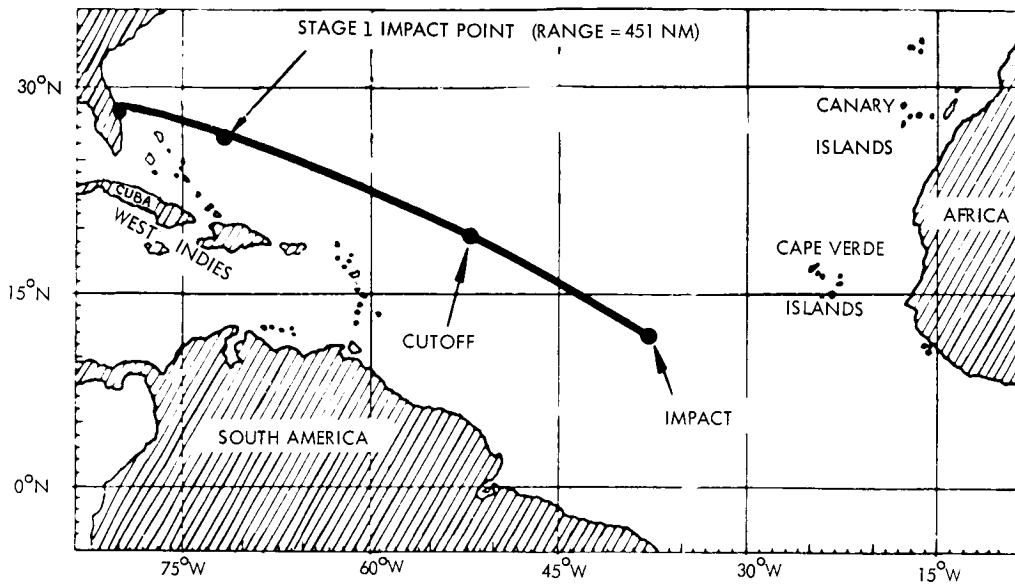 STAGE 1 IMPACT POINT (RANGE = 451 NM)
30°N
CANARY
ISLANDS
CUBA
WEST INDIES
AFRICA
CAPE VERDE
ISLANDS
15°N
CUTOFF
IMPACT
SOUTH AMERICA
0°N
75°W
60°W
45°W
30°W
15°W